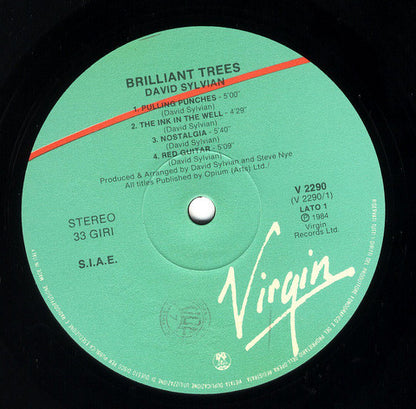 BRILLIANT TREES
DAVID SYLVIAN
1. PULLING PUNCHES - 5'00"
(David Sylvian)
2. THE INK IN THE WELL - 4'29"
(David Sylvian)
3. NOSTALGIA - 5'40"
(David Sylvian)
4. RED GUITAR - 5'09"
(David Sylvian)
Produced & Arranged by David Sylvian and Steve Nye
All titles Published by Opium (Arts) Ltd./
STEREO
33 GIRI
S.I.A.E.
V 2290
(V 2290/1)
LATO 1
℗ 1984
Virgin
Records Ltd.
Virgin